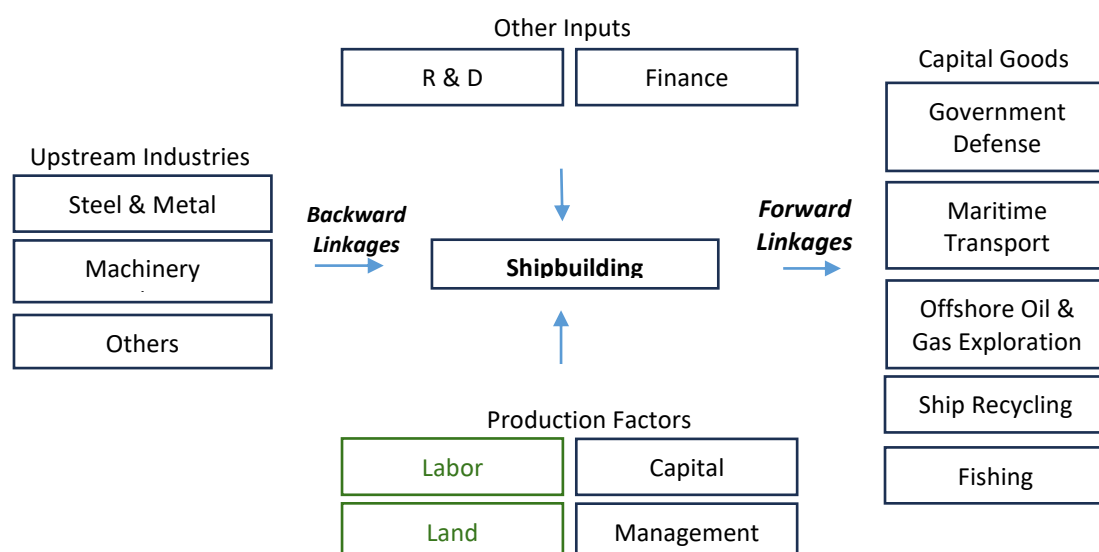 Other Inputs
R & D
Finance
Capital Goods
Government
Defense
Upstream Industries
Steel & Metal
Machinery
Others
Backward
Linkages
Shipbuilding
Forward
Linkages
Maritime
Transport
Offshore Oil &
Gas Exploration
Ship Recycling
Fishing
Production Factors
Labor
Capital
Land
Management